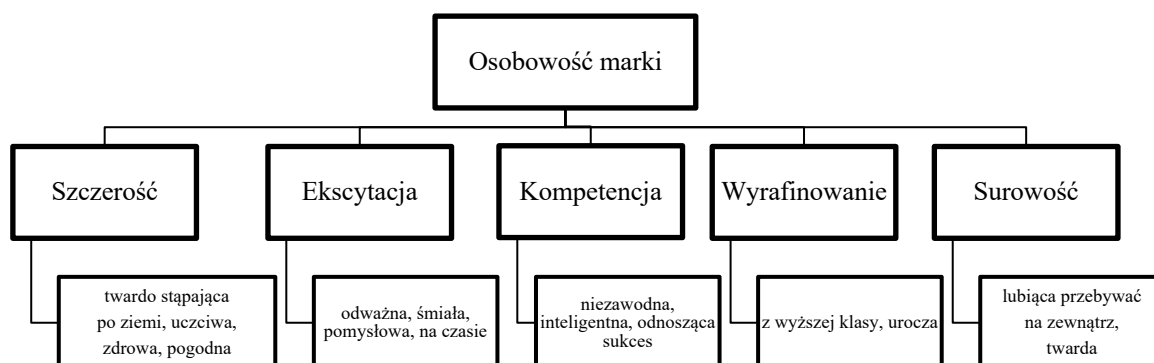 Osobowość marki
Szczerość
Ekscytacja
Kompetencja
Wyrafinowanie
Surowość
twardo stąpająca
po ziemi, uczciwa,
zdrowa, pogodna
odważna, śmiała,
pomysłowa, na czasie
niezawodna,
inteligentna, odnosząca
sukces
z wyższej klasy, urocza
lubiąca przebywać
na zewnątrz,
twarda